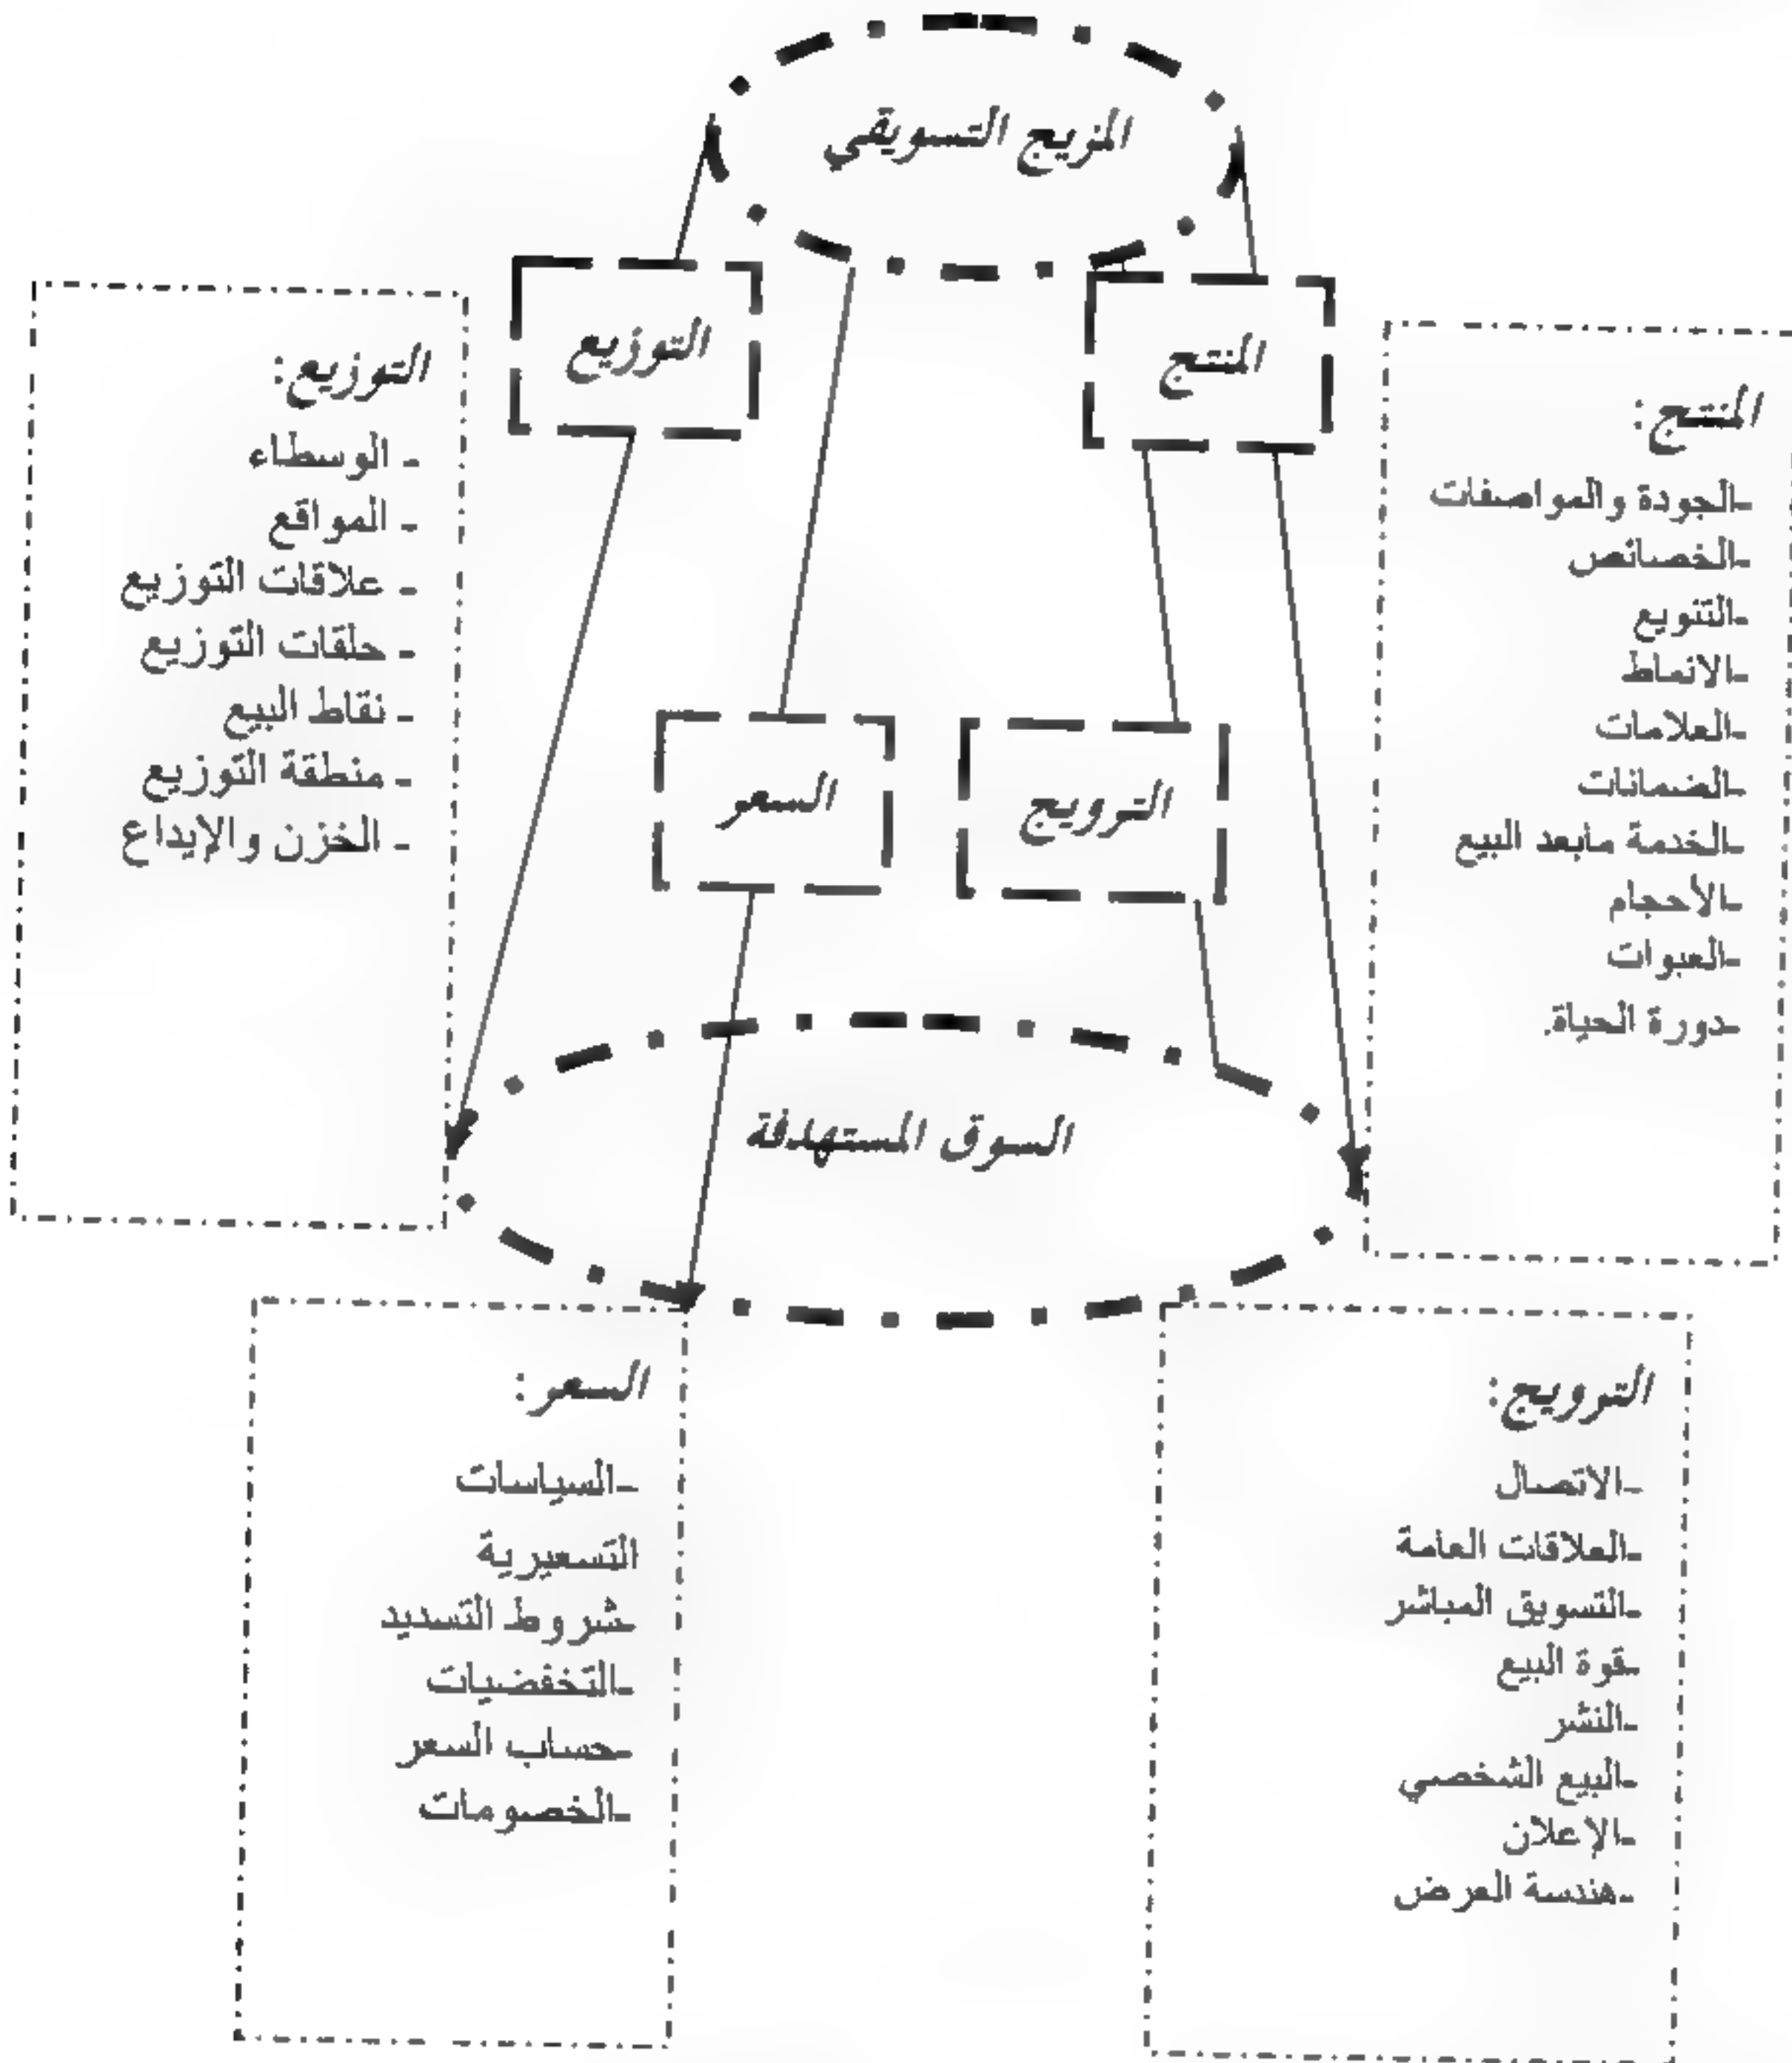 المزيج التسويقي
المنتج
التوزيع
الترويج
السعر
السوق المستهدفة
المنتج:
-الجودة والمواصفات
-الخصائص
-التنويع
-الانماط
-العلامات
-الضمانات
-الخدمة مابعد البيع
-الأحجام
-العبوات
-دورة الحياة.
التوزيع:
- الوسطاء
- المواقع
- علاقات التوزيع
- حلقات التوزيع
- نقاط البيع
- منطقة التوزيع
- الخزن والإيداع
الترويج:
-الاتصال
-العلاقات العامة
-التسويق المباشر
-قوة البيع
-النشر
-البيع الشخصي
-الإعلان
-هندسة العرض
السعر:
-السياسات
التسعيرية
-شروط التسديد
-التخفضيات
-حساب السعر
-الخصومات